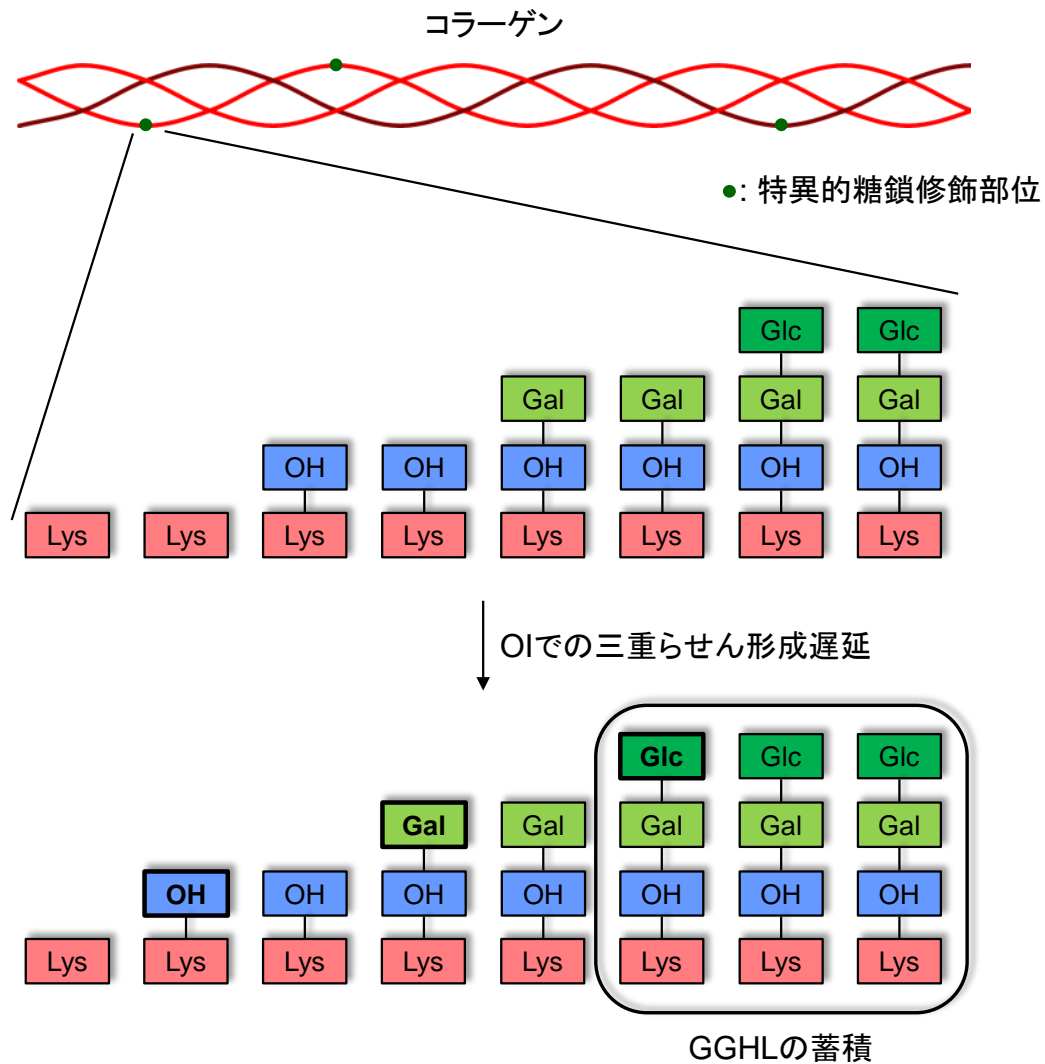 コラーゲン
●: 特異的糖鎖修飾部位
Glc Glc
Gal Gal Gal Gal
OH OH OH OH OH OH
Lys Lys Lys Lys Lys Lys Lys Lys
OIでの三重らせん形成遅延
Glc Glc Glc
Gal Gal Gal Gal Gal
OH OH OH OH OH OH OH
Lys Lys Lys Lys Lys Lys Lys Lys
GGHLの蓄積